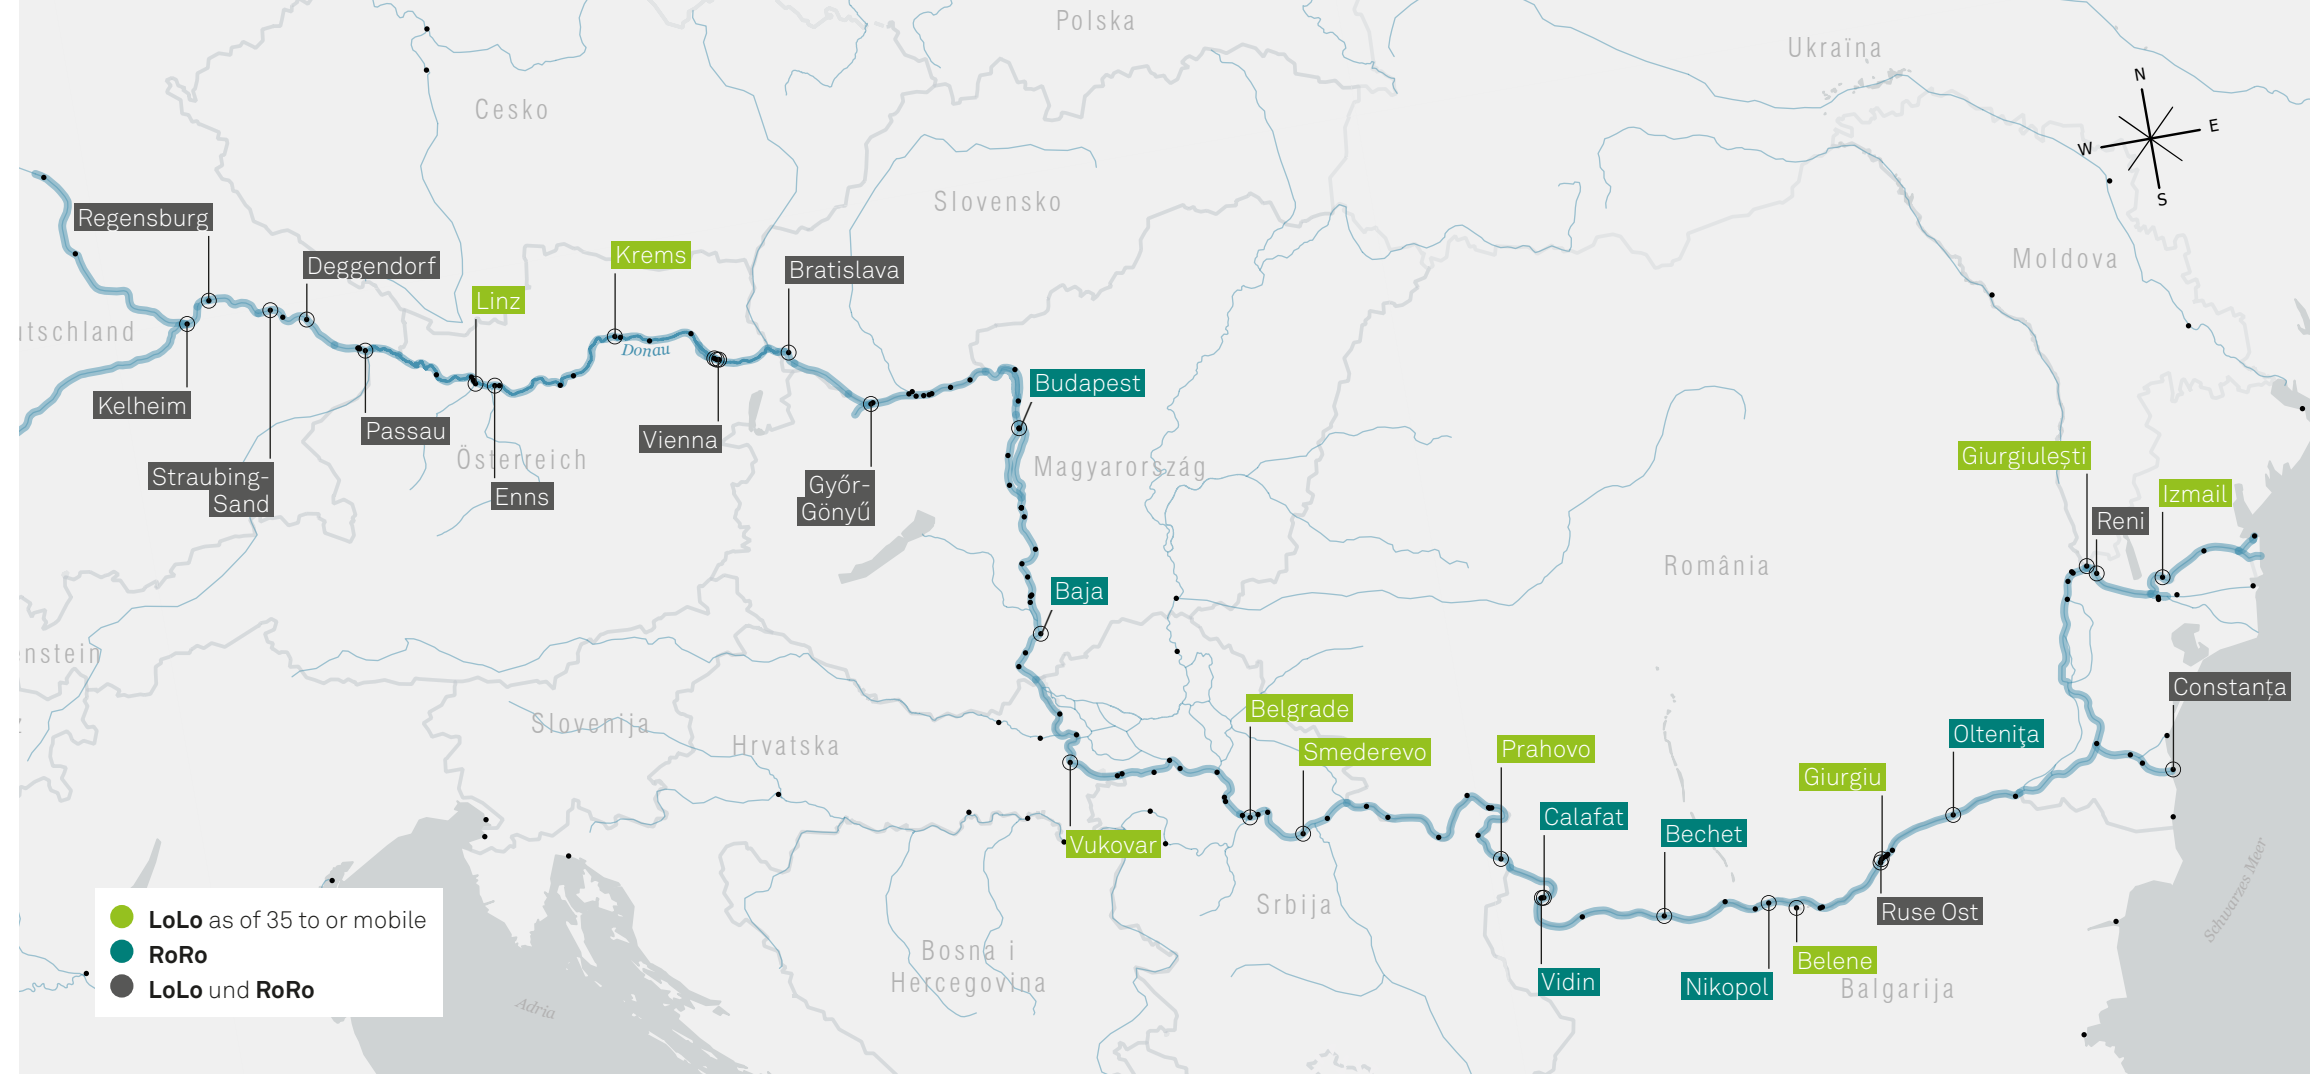 Polska
Ukraïna
N
E
W
S
Cesko
Slovensko
Regensburg
Moldova
Krems
Deggendorf
Bratislava
Linz
utschland
Donau
Budapest
Kelheim
Passau
Vienna
Österreich
Magyarország
Giurgiulești
Straubing-
Sand
Enns
Győr-
Gönyű
Izmail
Reni
România
Baja
enstein
Constanța
Belgrade
Slovenija
Hrvatska
Olteniţa
Smederevo
Prahovo
Giurgiu
Calafat
Bechet
Vukovar
Schwarzes Meer
Srbija
Ruse Ost
LoLo as of 35 to or mobile
RoRo
LoLo und RoRo
Bosna i
Hercegovina
Belene
Vidin
Nikopol
Balgarija
Adria